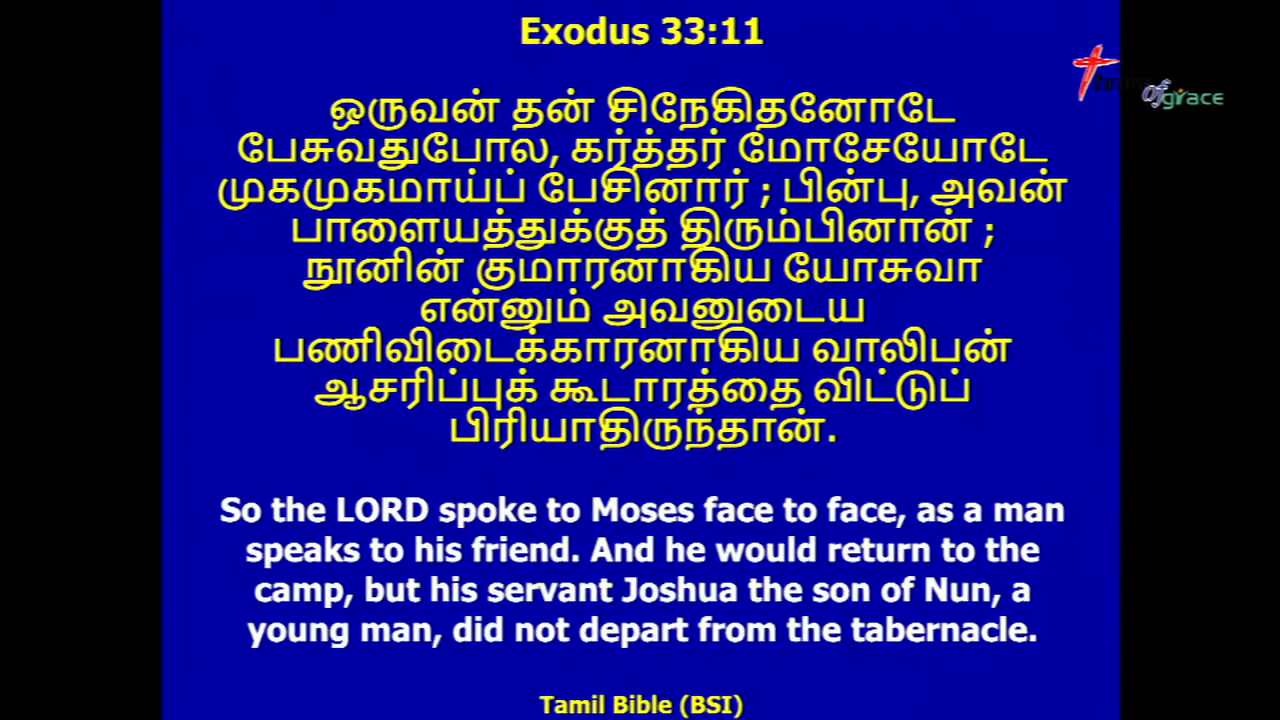 Exodus 33:11
ஒருவன் தன் சிநேகிதனோடே
பேசுவதுபோல, கர்த்தர் மோசேயோடே
முகமுகமாய்ப் பேசினார் ; பின்பு, அவன்
பாளையத்துக்குத் திரும்பினான் ;
நூனின் குமாரனாகிய யோசுவா
என்னும் அவனுடைய
பணிவிடைக்காரனாகிய வாலிபன்
ஆசரிப்புக் கூடாரத்தை விட்டுப்
பிரியாதிருந்தான்.
So the LORD spoke to Moses face to face, as a man
speaks to his friend. And he would return to the
camp, but his servant Joshua the son of Nun, a
young man, did not depart from the tabernacle.
Tamil Bible (BSI)
of grace